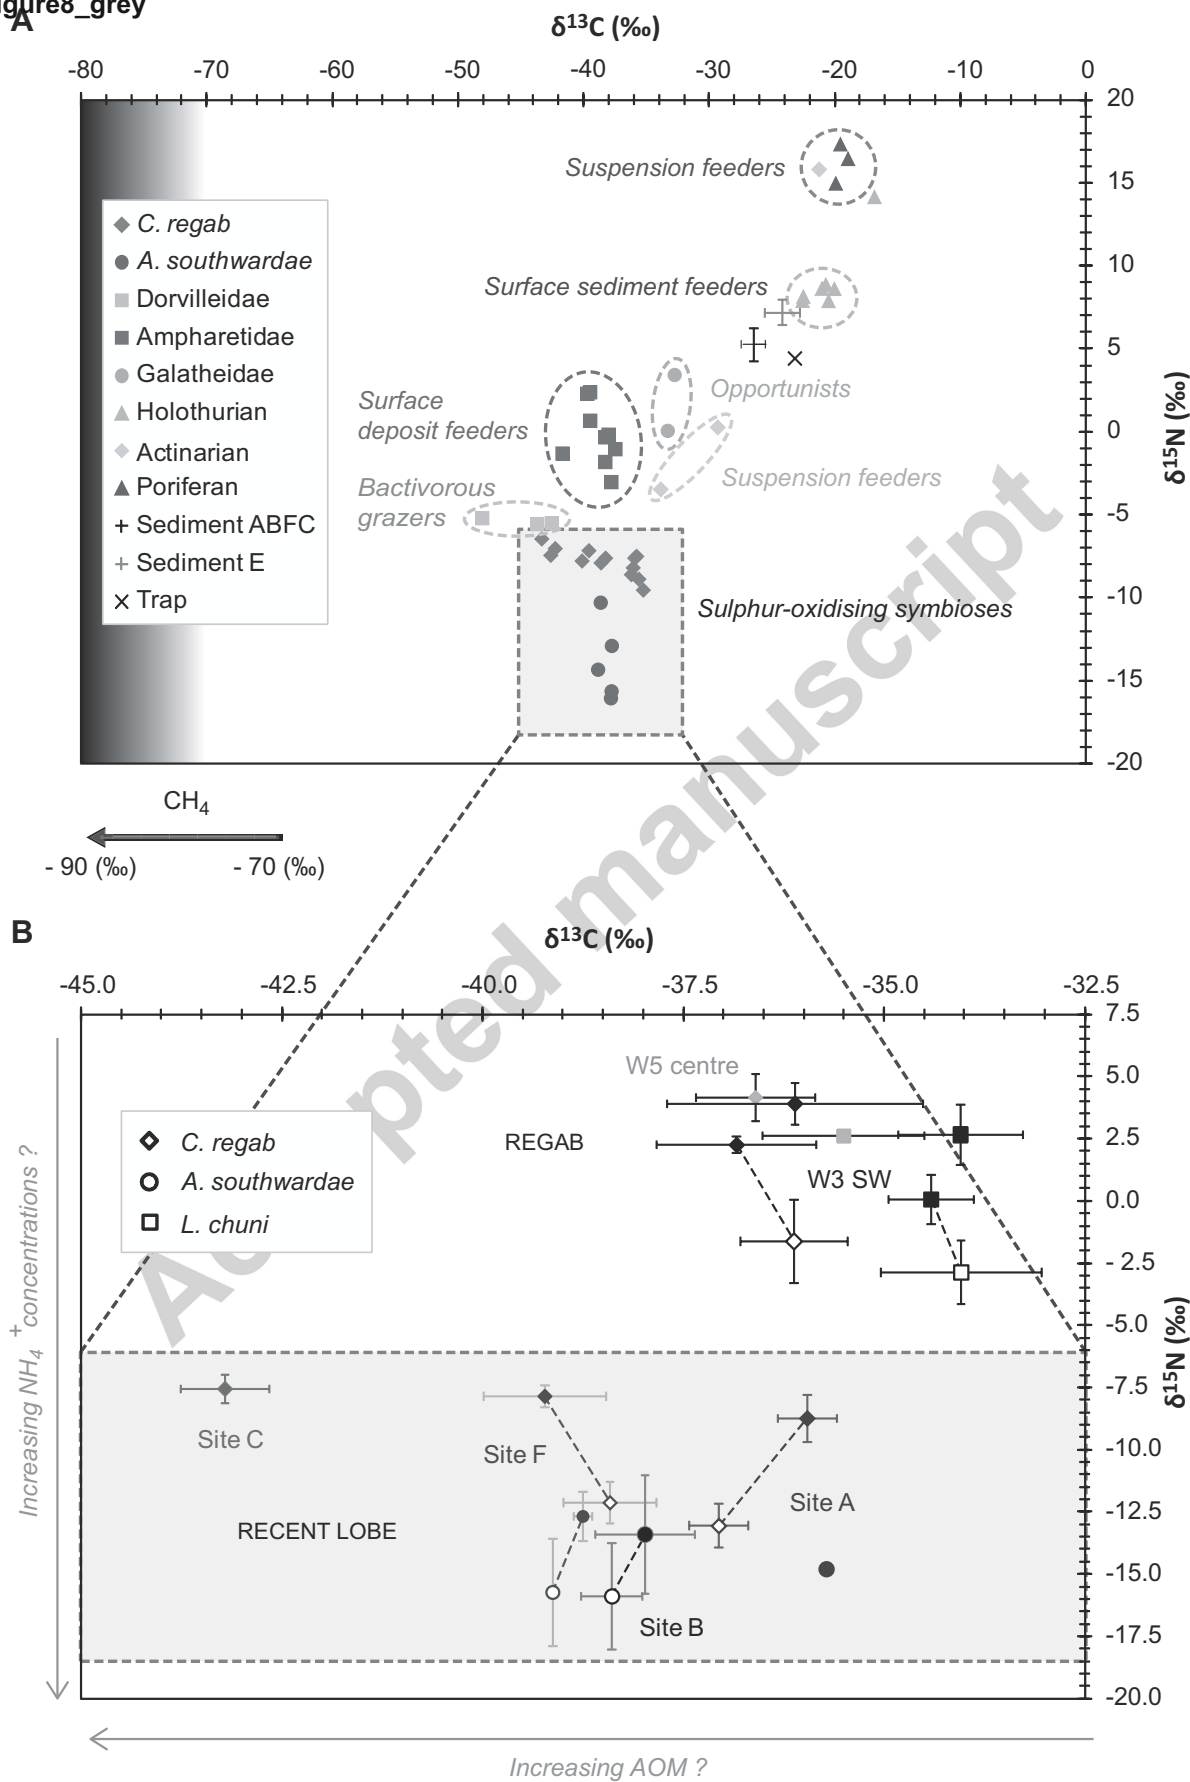 igure8_grey
A
δ13C (‰)
-80 -70 -60 -50 -40 -30 -20 -10 0
20
15
10
5
0
-5
-10
-15
-20
δ15N (‰)
Suspension feeders
Surface sediment feeders
Opportunists
Surface
deposit feeders
Suspension feeders
Bactivorous
grazers
Sulphur-oxidising symbioses
C. regab
A. southwardae
Dorvilleidae
Ampharetidae
Galatheidae
Holothurian
Actinarian
Poriferan
Sediment ABFC
Sediment E
Trap
CH4
- 90 (‰) - 70 (‰)
B
δ13C (‰)
-45.0 -42.5 -40.0 -37.5 -35.0 -32.5
7.5
5.0
2.5
0.0
- 2.5
-5.0
-7.5
-10.0
-12.5
-15.0
-17.5
-20.0
δ15N (‰)
W5 centre
REGAB
W3 SW
C. regab
A. southwardae
L. chuni
Site C
Site F
Site A
RECENT LOBE
Site B
Increasing NH4+concentrations ?
Increasing AOM ?
pted manuscript